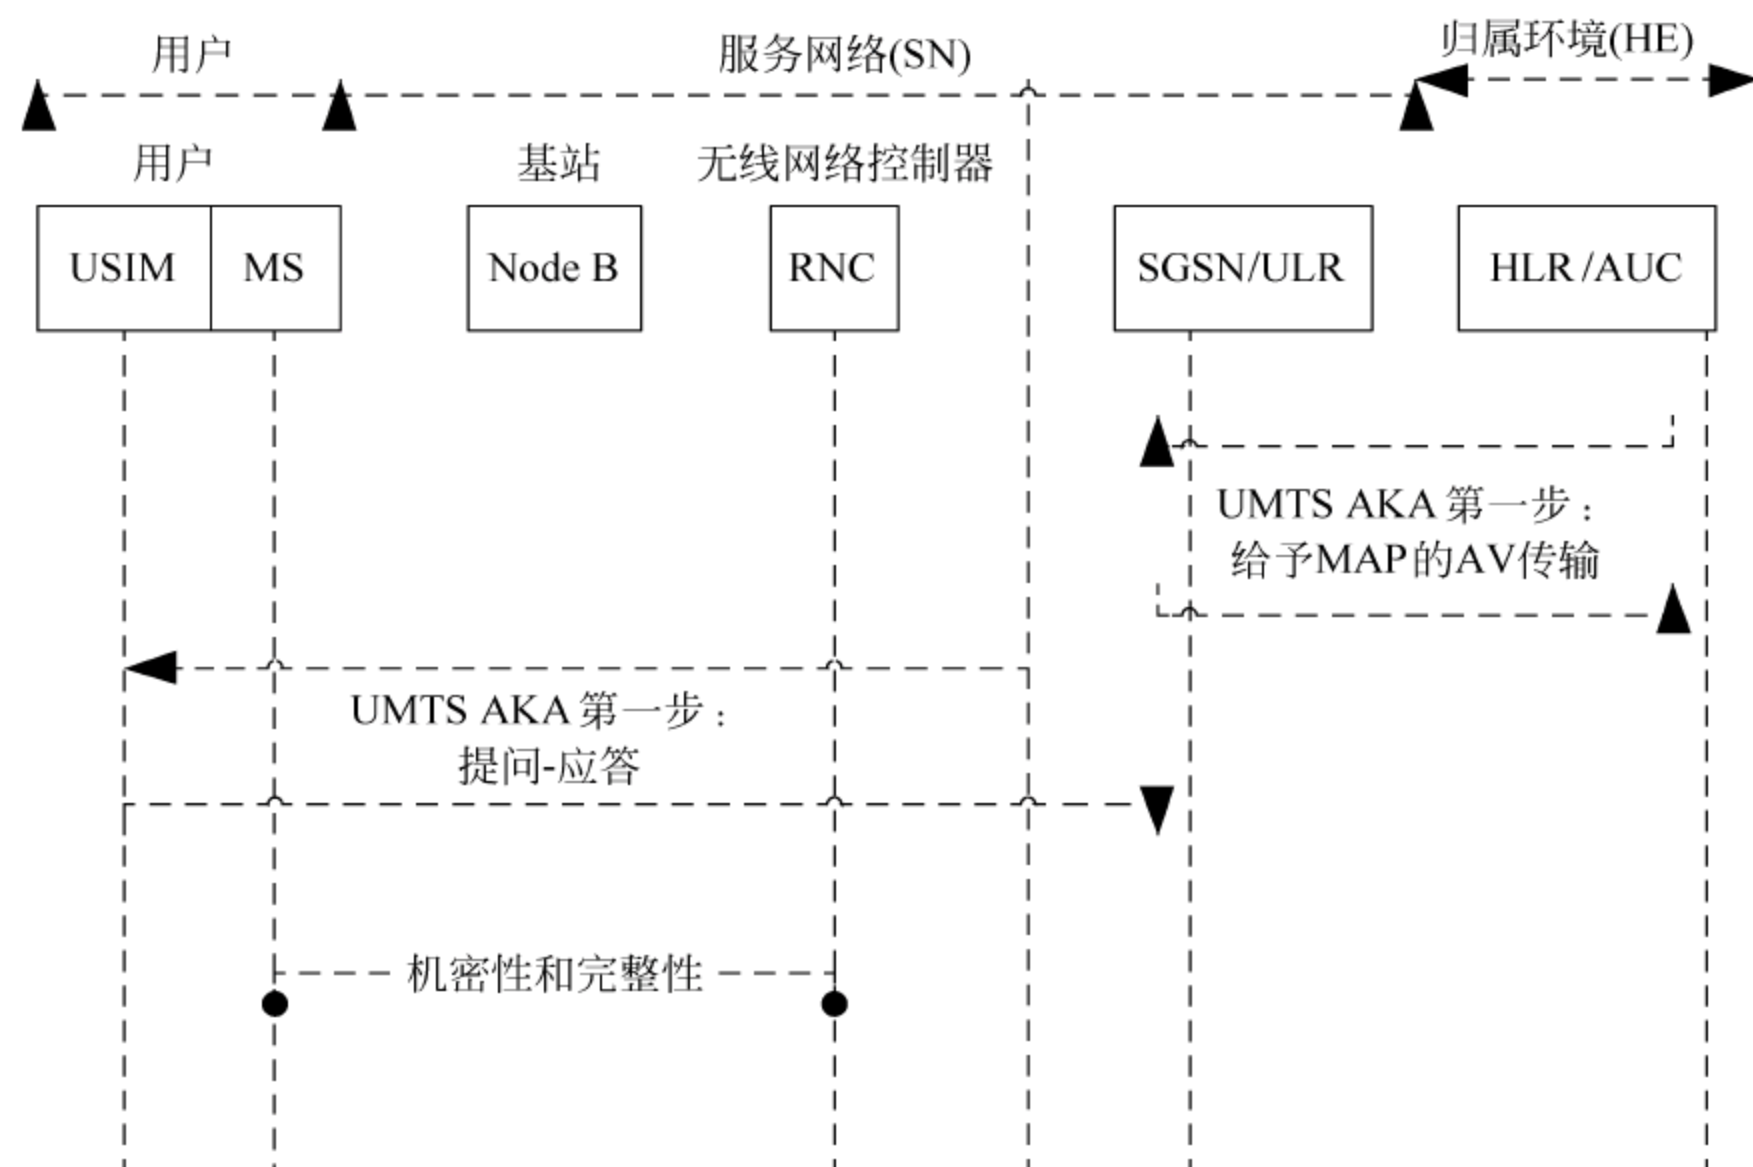 用户
服务网络(SN)
归属环境(HE)
用户
基站
无线网络控制器
USIM
MS
Node B
RNC
SGSN/ULR
HLR/AUC
UMTS AKA 第一步：
给予MAP的AV传输
UMTS AKA 第一步：
提问-应答
机密性和完整性